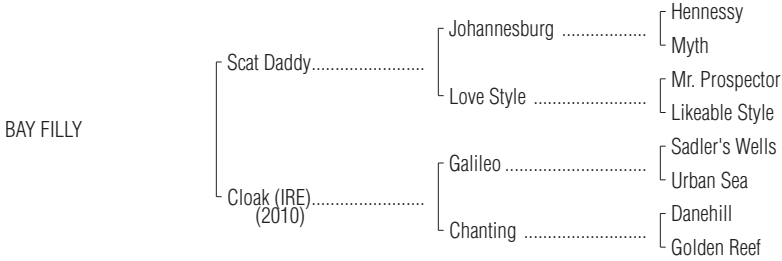 Hennessy
Johannesburg ..................
Myth
Scat Daddy........................
Mr. Prospector
Love Style ........................
Likeable Style
BAY FILLY
Sadler's Wells
Galileo ..............................
Urban Sea
Cloak (IRE)........................
(2010)
Danehill
Chanting ..........................
Golden Reef